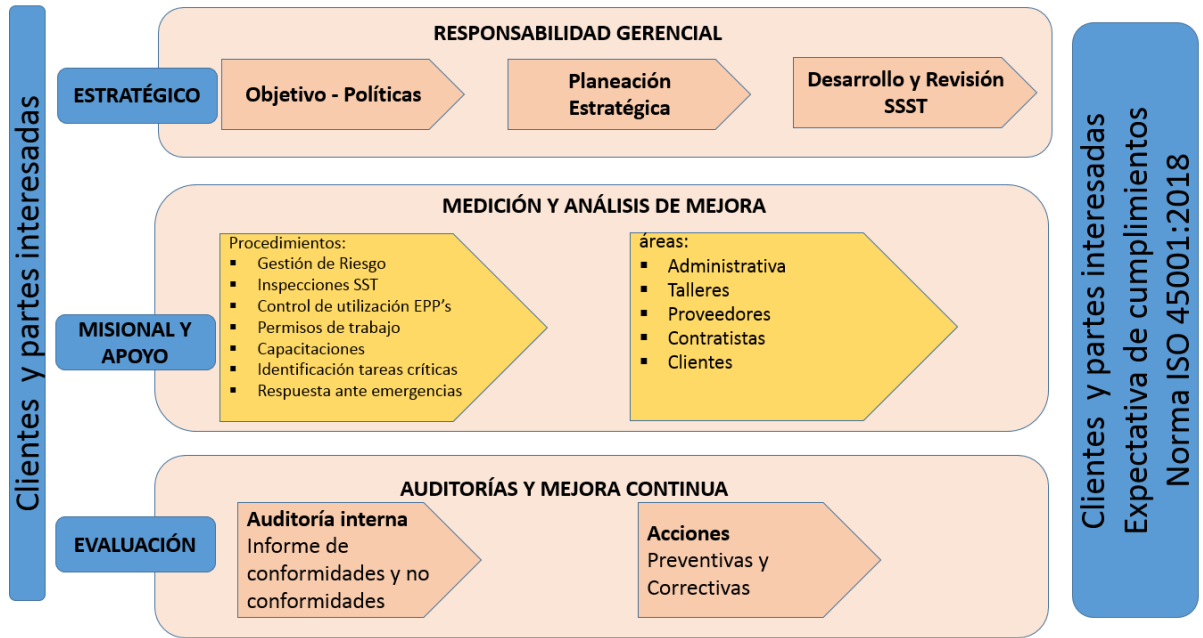 Clientes y partes interesadas
RESPONSABILIDAD GERENCIAL
ESTRATÉGICO
Objetivo - Políticas
Planeación
Estratégica
Desarrollo y Revisión
SSST
MEDICIÓN Y ANÁLISIS DE MEJORA
MISIONAL Y
APOYO
Procedimientos:
▪ Gestión de Riesgo
▪ Inspecciones SST
▪ Control de utilización EPP's
▪ Permisos de trabajo
▪ Capacitaciones
▪ Identificación tareas críticas
▪ Respuesta ante emergencias
áreas:
▪ Administrativa
▪ Talleres
▪ Proveedores
▪ Contratistas
▪ Clientes
AUDITORÍAS Y MEJORA CONTINUA
EVALUACIÓN
Auditoría interna
Informe de
conformidades y no
conformidades
Acciones
Preventivas y
Correctivas
Clientes y partes interesadas
Expectativa de cumplimientos
Norma ISO 45001:2018